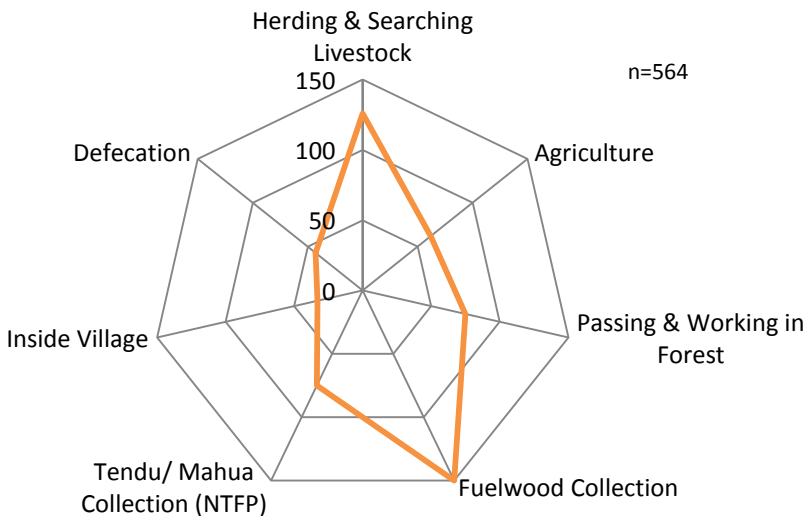 Herding & Searching
Livestock
n=564
150
100
50
0
Agriculture
Passing & Working in
Forest
Fuelwood Collection
Tendu/ Mahua
Collection (NTFP)
Inside Village
Defecation